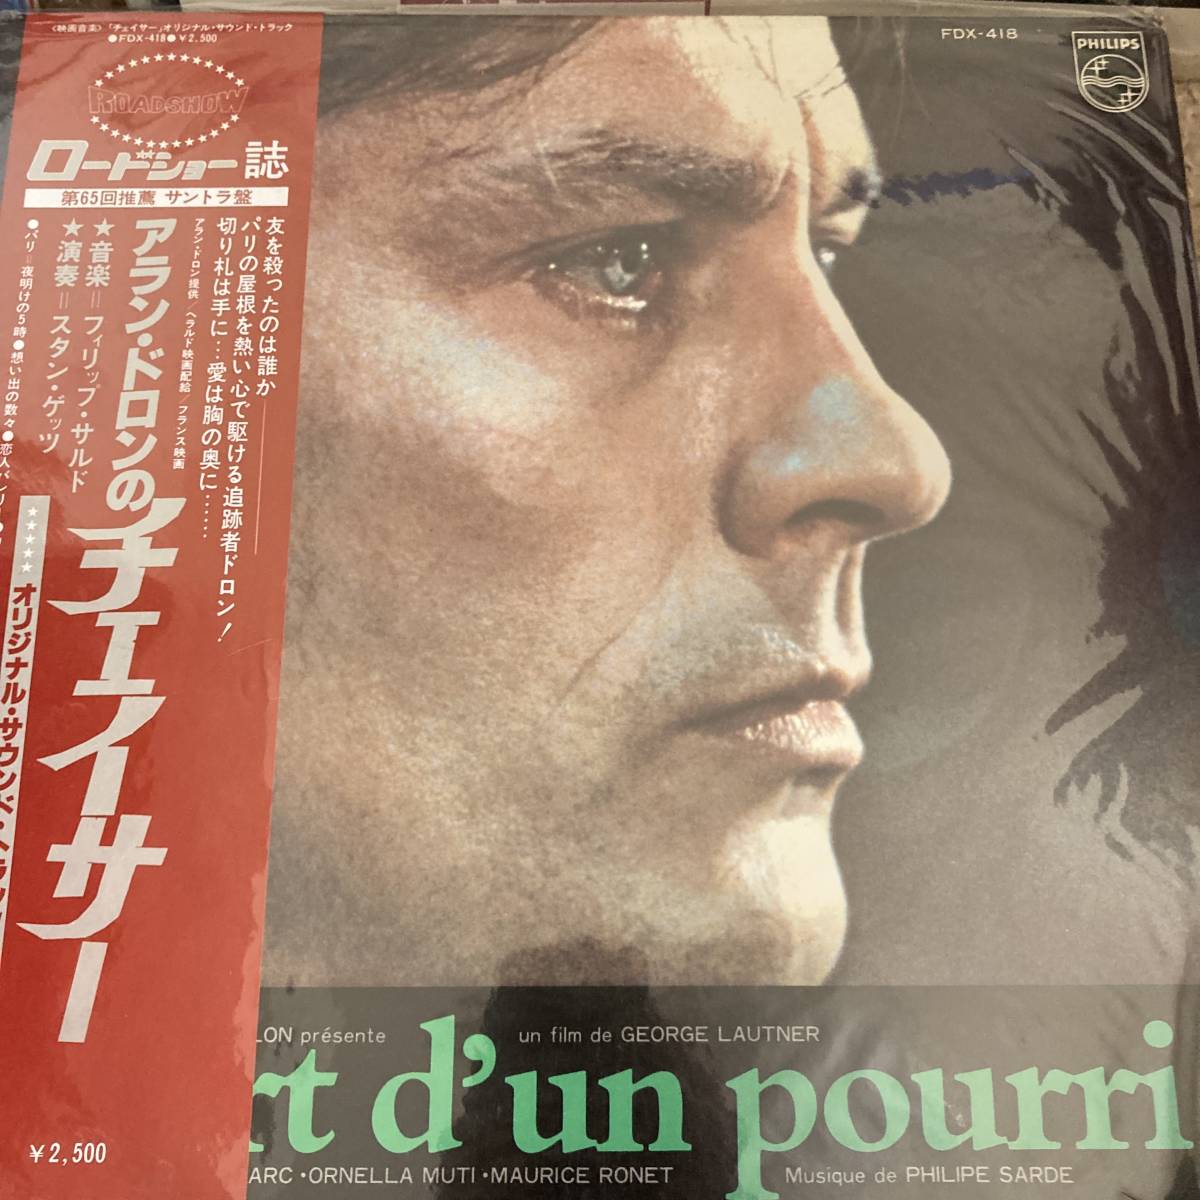 〈映画音楽〉「チェイサー」オリジナル・サウンド・トラック
●FDX-418●￥2,500
ROADSHOW
ロードショー誌
第65回推薦 サントラ盤
友を殺ったのは誰か――
パリの屋根を熱い心で駆ける追跡者ドロン！
切り札は手に…愛は胸の奥に……
アラン・ドロン提供／ヘラルド映画配給／フランス映画
アラン・ドロンの
チェイサー
★音楽＝フィリップ・サルド
★演奏＝スタン・ゲッツ
●パリ＝夜明けの5時●想い出の数々●恋人バレリー
★★★★★オリジナル・サウンド・トラック
￥2,500
FDX-418
PHILIPS
LON présente
un film de GEORGE LAUTNER
rt d'un pourri
ARC・ORNELLA MUTI・MAURICE RONET
Musique de PHILIPE SARDE